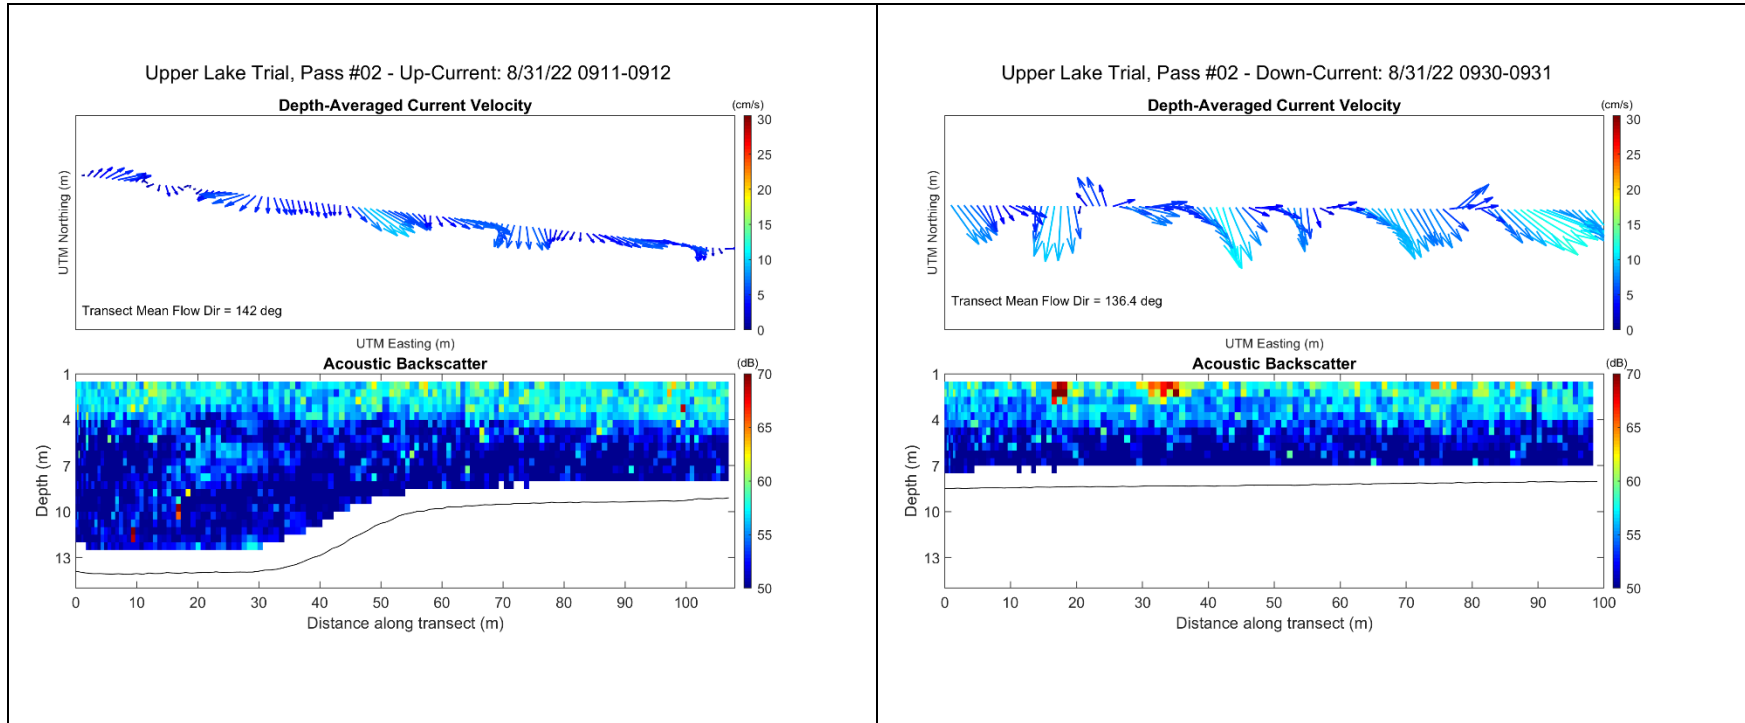 Upper Lake Trial, Pass #02 - Up-Current: 8/31/22 0911-0912
Depth-Averaged Current Velocity
(cm/s)
UTM Northing (m)
30
25
20
15
10
5
0
Transect Mean Flow Dir = 142 deg
UTM Easting (m)
Acoustic Backscatter
(dB)
Depth (m)
1
4
7
10
13
70
65
60
55
50
0 10 20 30 40 50 60 70 80 90 100
Distance along transect (m)
Upper Lake Trial, Pass #02 - Down-Current: 8/31/22 0930-0931
Depth-Averaged Current Velocity
(cm/s)
UTM Northing (m)
30
25
20
15
10
5
0
Transect Mean Flow Dir = 136.4 deg
UTM Easting (m)
Acoustic Backscatter
(dB)
Depth (m)
1
4
7
10
13
70
65
60
55
50
0 10 20 30 40 50 60 70 80 90 100
Distance along transect (m)